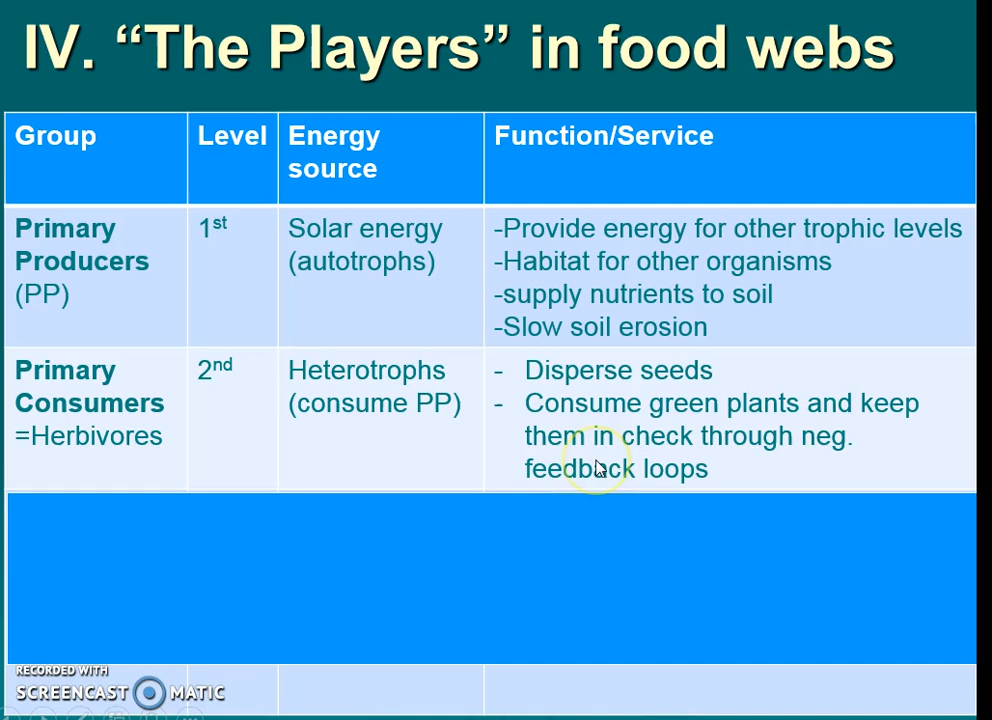 IV. “The Players” in food webs
Group
Level
Energy
source
Function/Service
Primary
Producers
(PP)
1st
Solar energy
(autotrophs)
-Provide energy for other trophic levels
-Habitat for other organisms
-supply nutrients to soil
-Slow soil erosion
Primary
Consumers
=Herbivores
2nd
Heterotrophs
(consume PP)
- Disperse seeds
- Consume green plants and keep
them in check through neg.
feedback loops
RECORDED WITH
SCREENCAST MATIC